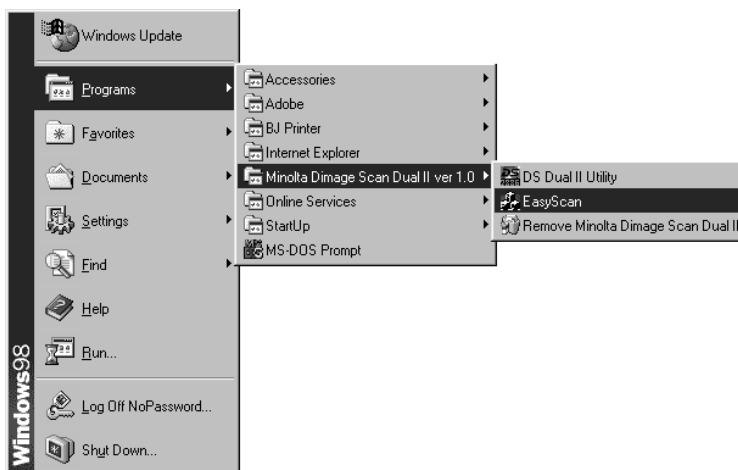 Windows98
Windows Update
Programs
Favorites
Documents
Settings
Find
Help
Run...
Log Off NoPassword...
Shut Down...
Accessories
Adobe
BJ Printer
Internet Explorer
Minolta Dimage Scan Dual II ver 1.0
Online Services
StartUp
MS-DOS Prompt
DS Dual II Utility
EasyScan
Remove Minolta Dimage Scan Dual II